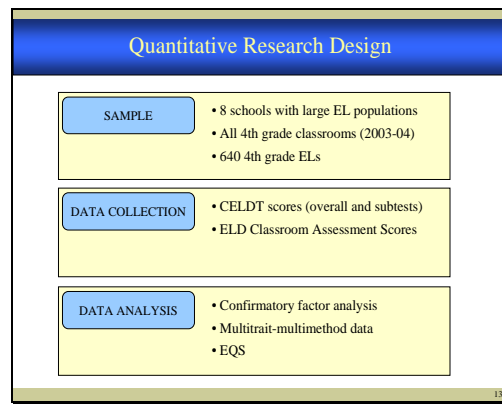 Quantitative Research Design
SAMPLE
• 8 schools with large EL populations
• All 4th grade classrooms (2003-04)
• 640 4th grade ELs
DATA COLLECTION
• CELDT scores (overall and subtests)
• ELD Classroom Assessment Scores
DATA ANALYSIS
• Confirmatory factor analysis
• Multitrait-multimethod data
• EQS
13